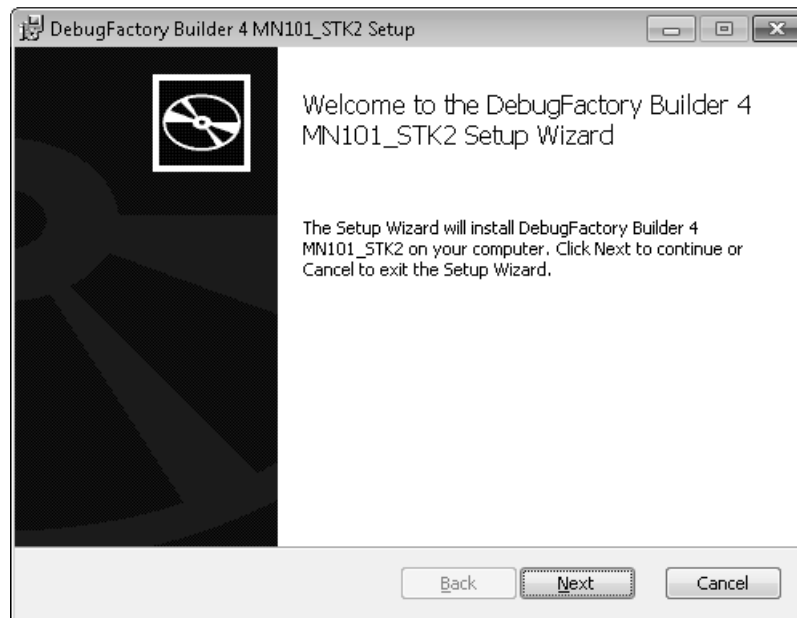 DebugFactory Builder 4 MN101_STK2 Setup
Welcome to the DebugFactory Builder 4
MN101_STK2 Setup Wizard
The Setup Wizard will install DebugFactory Builder 4
MN101_STK2 on your computer. Click Next to continue or
Cancel to exit the Setup Wizard.
Back Next Cancel